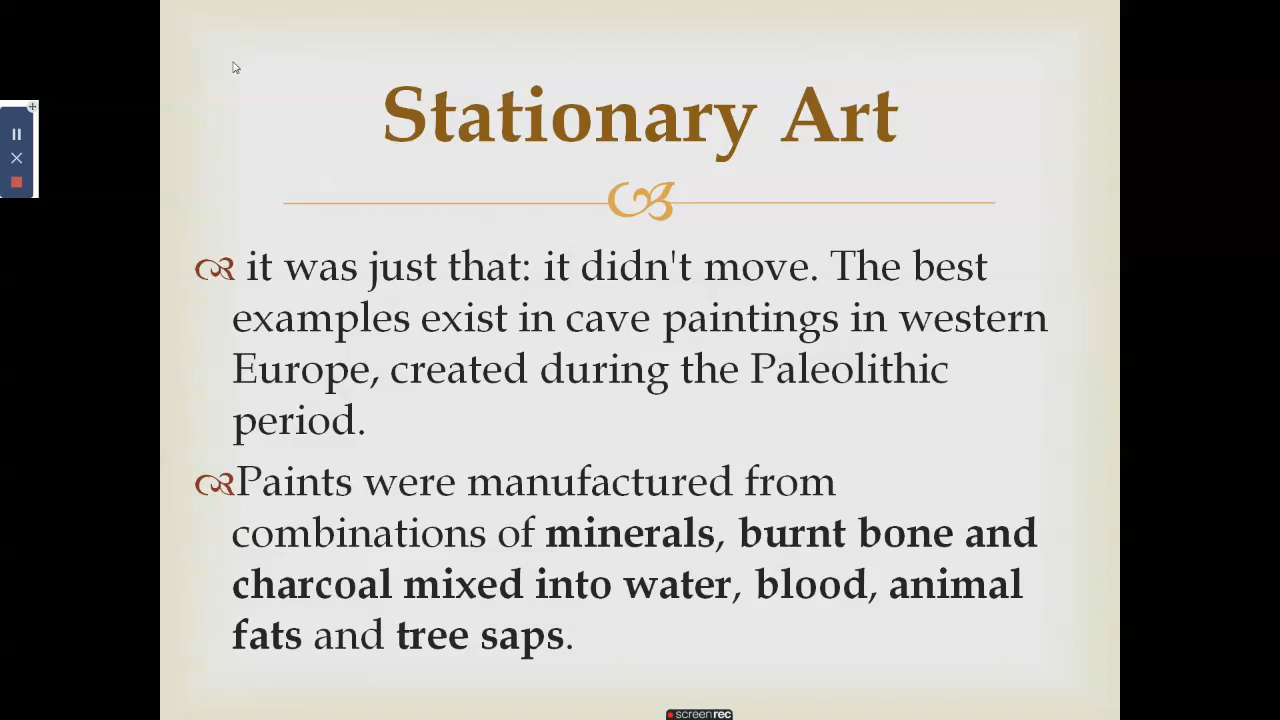 Stationary Art
it was just that: it didn't move. The best
examples exist in cave paintings in western
Europe, created during the Paleolithic
period.
Paints were manufactured from
combinations of minerals, burnt bone and
charcoal mixed into water, blood, animal
fats and tree saps.
screenrec